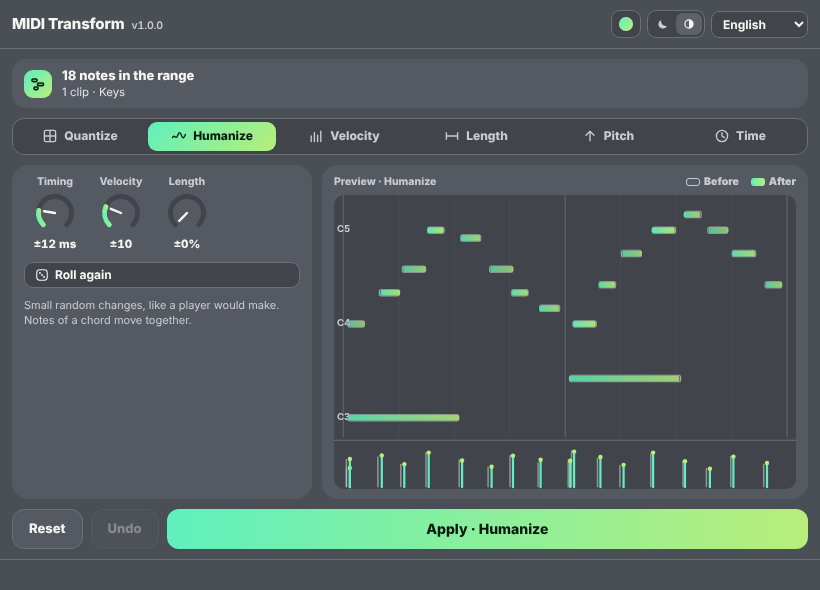 MIDI Transform v1.0.0
English
18 notes in the range
1 clip · Keys
Quantize
Humanize
Velocity
Length
Pitch
Time
Timing Velocity Length
±12 ms ±10 ±0%
Roll again
Small random changes, like a player would make.
Notes of a chord move together.
Preview · Humanize
Before
After
C5
C4
C3
Reset
Undo
Apply · Humanize